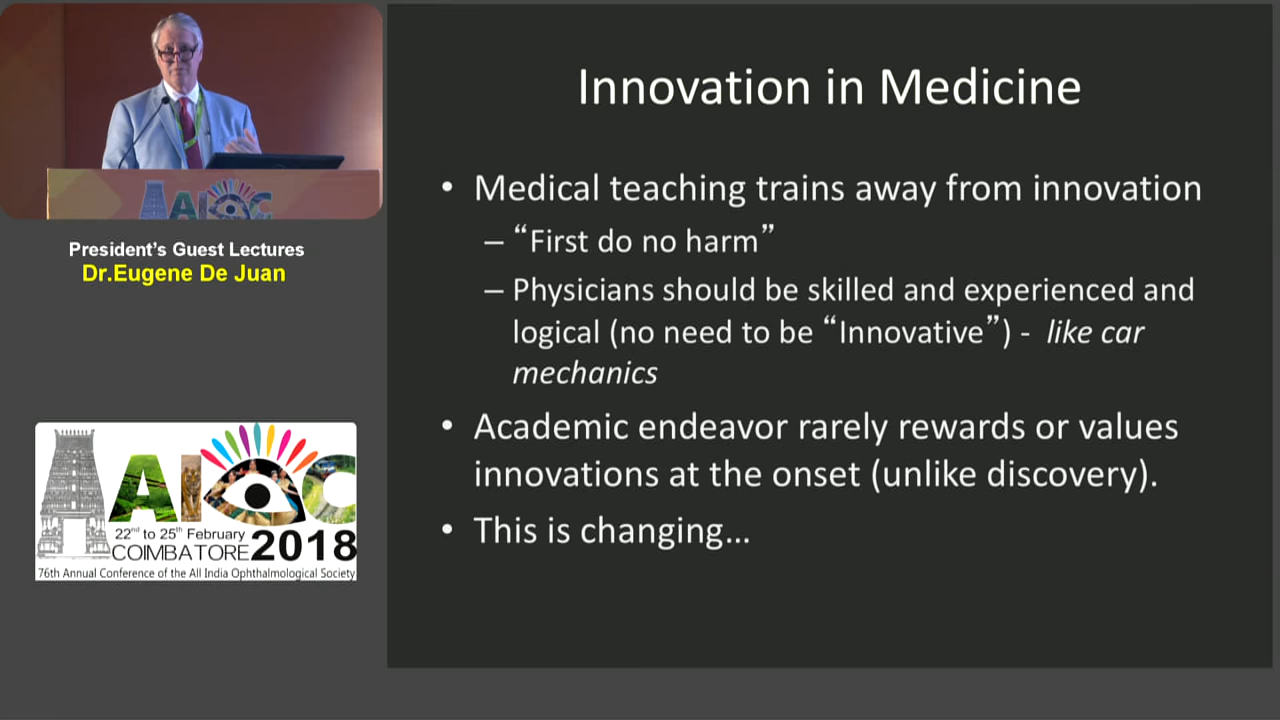 AIOC
President's Guest Lectures
Dr.Eugene De Juan
AIOC
22nd to 25th February
COIMBATORE 2018
76th Annual Conference of the All India Ophthalmological Society
Innovation in Medicine
• Medical teaching trains away from innovation
– “First do no harm”
– Physicians should be skilled and experienced and
logical (no need to be “Innovative”) - like car
mechanics
• Academic endeavor rarely rewards or values
innovations at the onset (unlike discovery).
• This is changing…